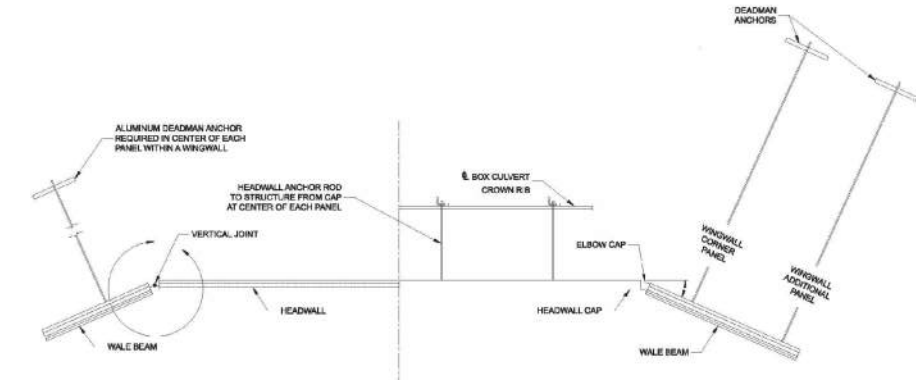 DEADMAN
ANCHORS
ALUMINUM DEADMAN ANCHOR
REQUIRED IN CENTER OF EACH
PANEL WITHIN A WINGWALL
HEADWALL ANCHOR ROD
TO STRUCTURE FROM CAP
AT CENTER OF EACH PANEL
℄ BOX CULVERT
CROWN RIB
VERTICAL JOINT
ELBOW CAP
WINGWALL
CORNER
PANEL
WINGWALL
ADDITIONAL
PANEL
HEADWALL
HEADWALL CAP
WALE BEAM
WALE BEAM